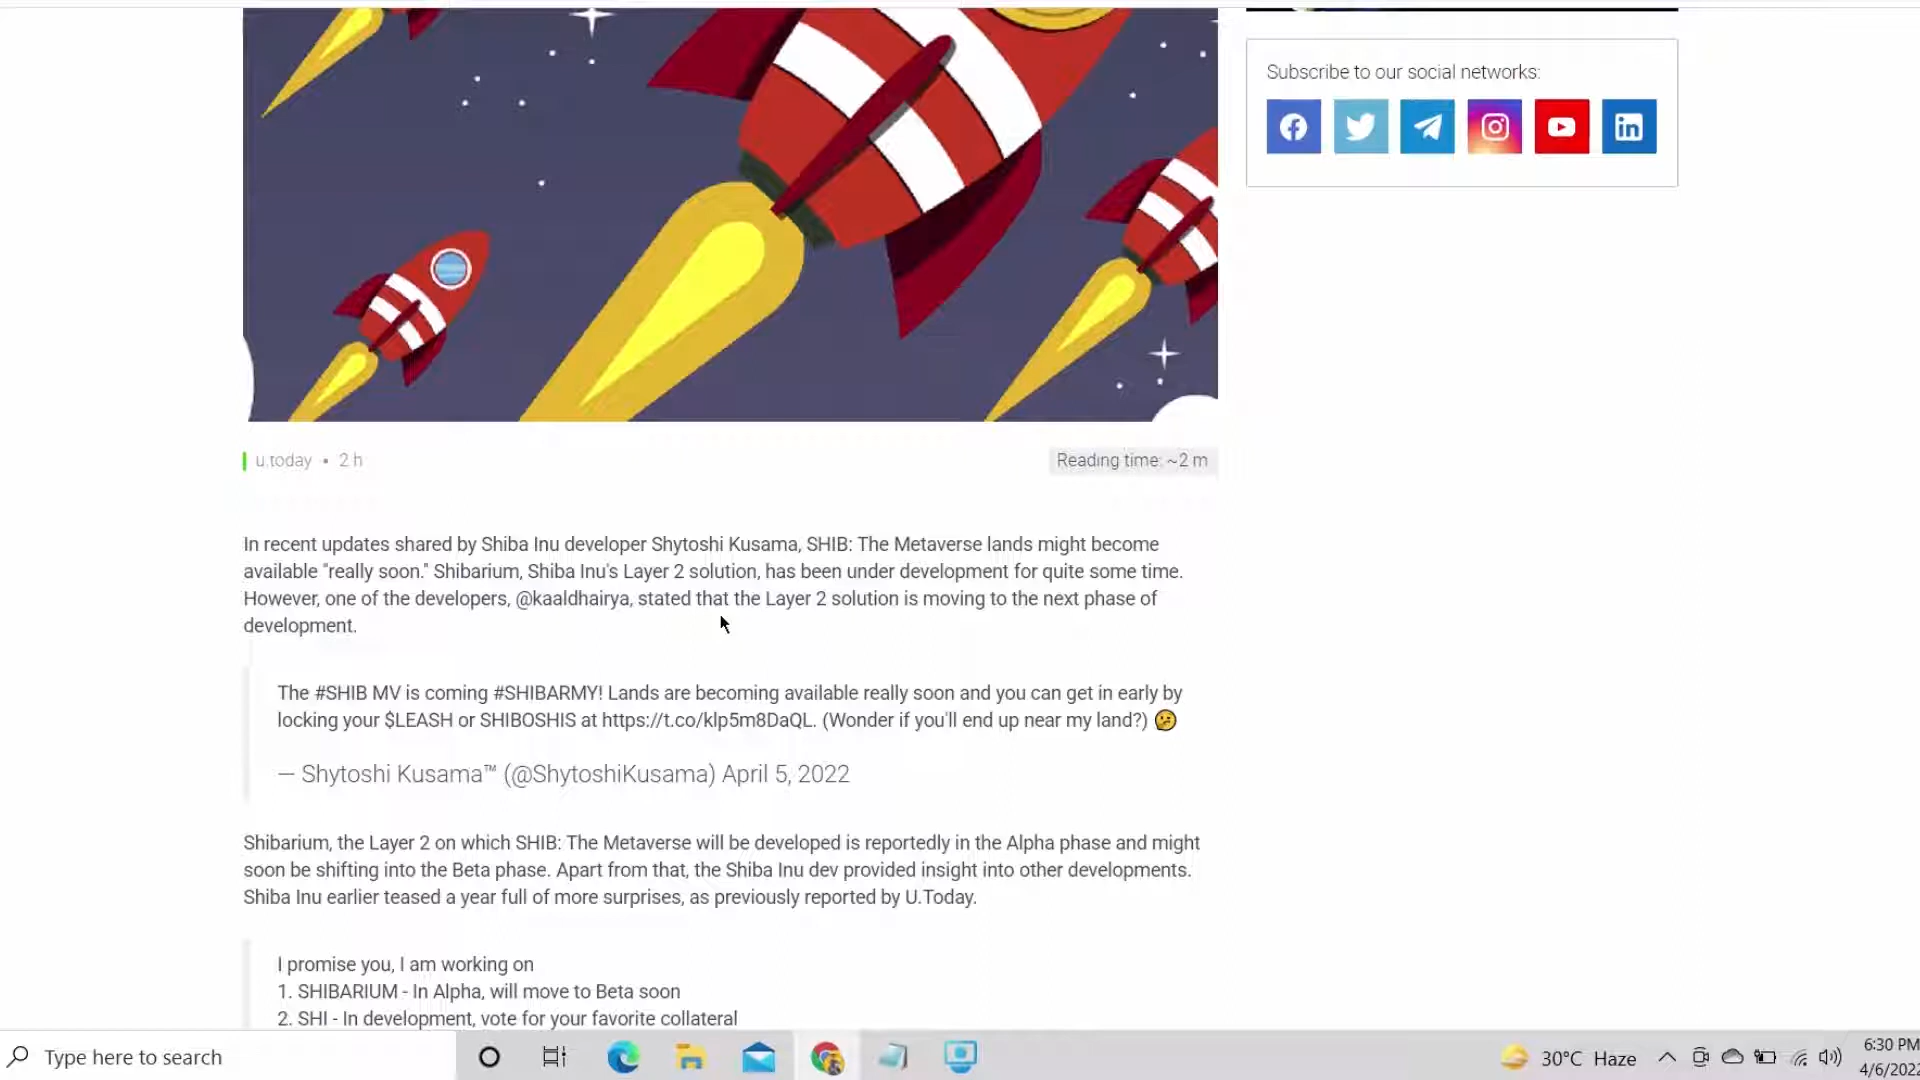 Subscribe to our social networks:
u.today • 2 h
Reading time: ~2 m
In recent updates shared by Shiba Inu developer Shytoshi Kusama, SHIB: The Metaverse lands might become
available "really soon." Shibarium, Shiba Inu's Layer 2 solution, has been under development for quite some time.
However, one of the developers, @kaaldhairya, stated that the Layer 2 solution is moving to the next phase of
development.
The #SHIB MV is coming #SHIBARMY! Lands are becoming available really soon and you can get in early by
locking your $LEASH or SHIBOSHIS at https://t.co/klp5m8DaQL. (Wonder if you'll end up near my land?) 🤔
— Shytoshi Kusama™ (@ShytoshiKusama) April 5, 2022
Shibarium, the Layer 2 on which SHIB: The Metaverse will be developed is reportedly in the Alpha phase and might
soon be shifting into the Beta phase. Apart from that, the Shiba Inu dev provided insight into other developments.
Shiba Inu earlier teased a year full of more surprises, as previously reported by U.Today.
I promise you, I am working on
1. SHIBARIUM - In Alpha, will move to Beta soon
2. SHI - In development, vote for your favorite collateral
Type here to search
30°C Haze
6:30 PM
4/6/2022